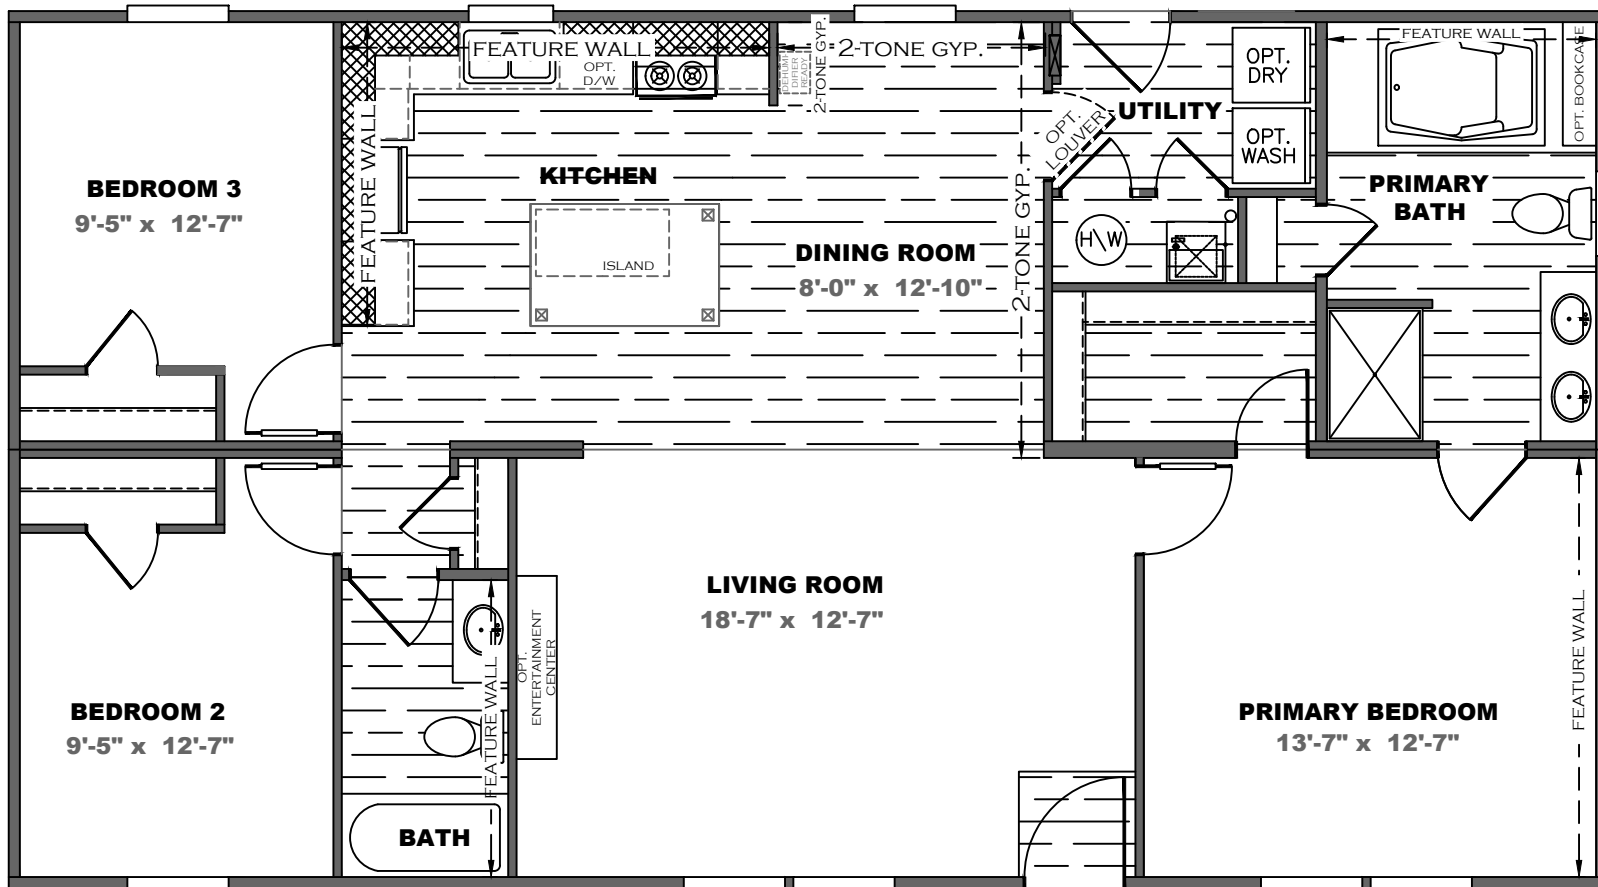 FEATURE WALL
2-TONE GYP.
2-TONE GYP.
FEATURE WALL
OPT.
D/W
DEHUMI
DIFIER
READY
FEATURE WALL
OPT. BOOKCASE
OPT.
DRY
UTILITY
OPT.
LOUVER
OPT.
WASH
BEDROOM 3
9'-5" x 12'-7"
FEATURE WALL
KITCHEN
ISLAND
DINING ROOM
8'-0" x 12'-10"
2-TONE GYP.
H\W
PRIMARY
BATH
LIVING ROOM
18'-7" x 12'-7"
OPT.
ENTERTAINMENT
CENTER
FEATURE WALL
BEDROOM 2
9'-5" x 12'-7"
BATH
PRIMARY BEDROOM
13'-7" x 12'-7"
FEATURE WALL